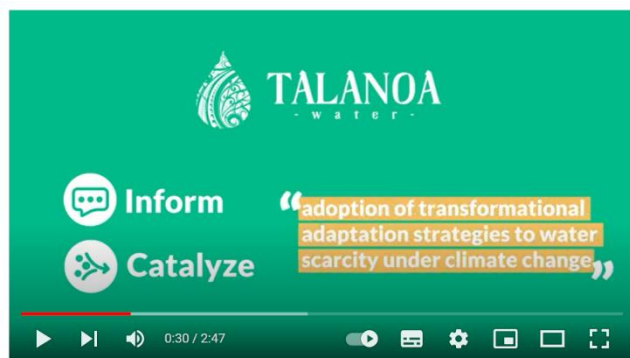 TALANOA
- water -
Inform
“adoption of transformational
adaptation strategies to water
scarcity under climate change„
Catalyze
0:30 / 2:47